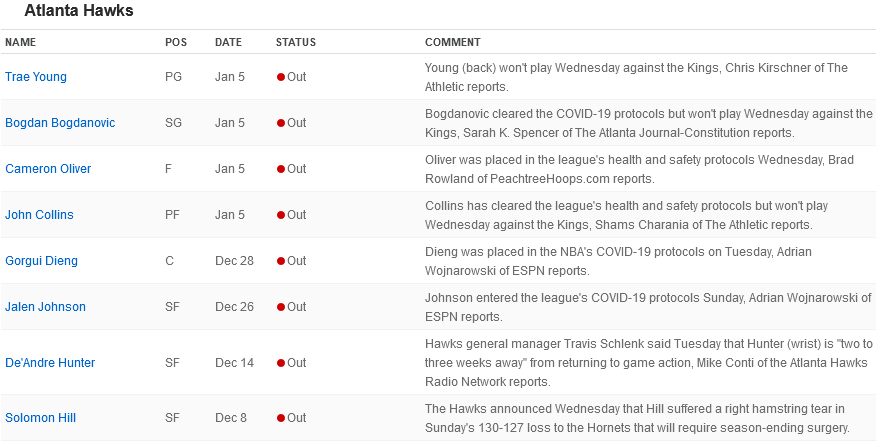 Atlanta Hawks
NAME POS DATE STATUS COMMENT
Young (back) won't play Wednesday against the Kings, Chris Kirschner of The
Trae Young PG Jan 5 Out
Athletic reports.
Bogdanovic cleared the COVID-19 protocols but won't play Wednesday against the
Bogdan Bogdanovic SG Jan 5 Out
Kings, Sarah K. Spencer of The Atlanta Journal-Constitution reports.
Oliver was placed in the league's health and safety protocols Wednesday, Brad
Cameron Oliver F Jan 5 Out
Rowland of PeachtreeHoops.com reports.
Collins has cleared the league's health and safety protocols but won't play
John Collins PF Jan 5 Out
Wednesday against the Kings, Shams Charania of The Athletic reports.
Dieng was placed in the NBA's COVID-19 protocols on Tuesday, Adrian
Gorgui Dieng C Dec 28 Out
Wojnarowski of ESPN reports.
Johnson entered the league's COVID-19 protocols Sunday, Adrian Wojnarowski of
Jalen Johnson SF Dec 26 Out
ESPN reports.
Hawks general manager Travis Schlenk said Tuesday that Hunter (wrist) is "two to
De'Andre Hunter SF Dec 14 Out three weeks away" from returning to game action, Mike Conti of the Atlanta Hawks
Radio Network reports.
The Hawks announced Wednesday that Hill suffered a right hamstring tear in
Solomon Hill SF Dec 8 Out
Sunday's 130-127 loss to the Hornets that will require season-ending surgery.